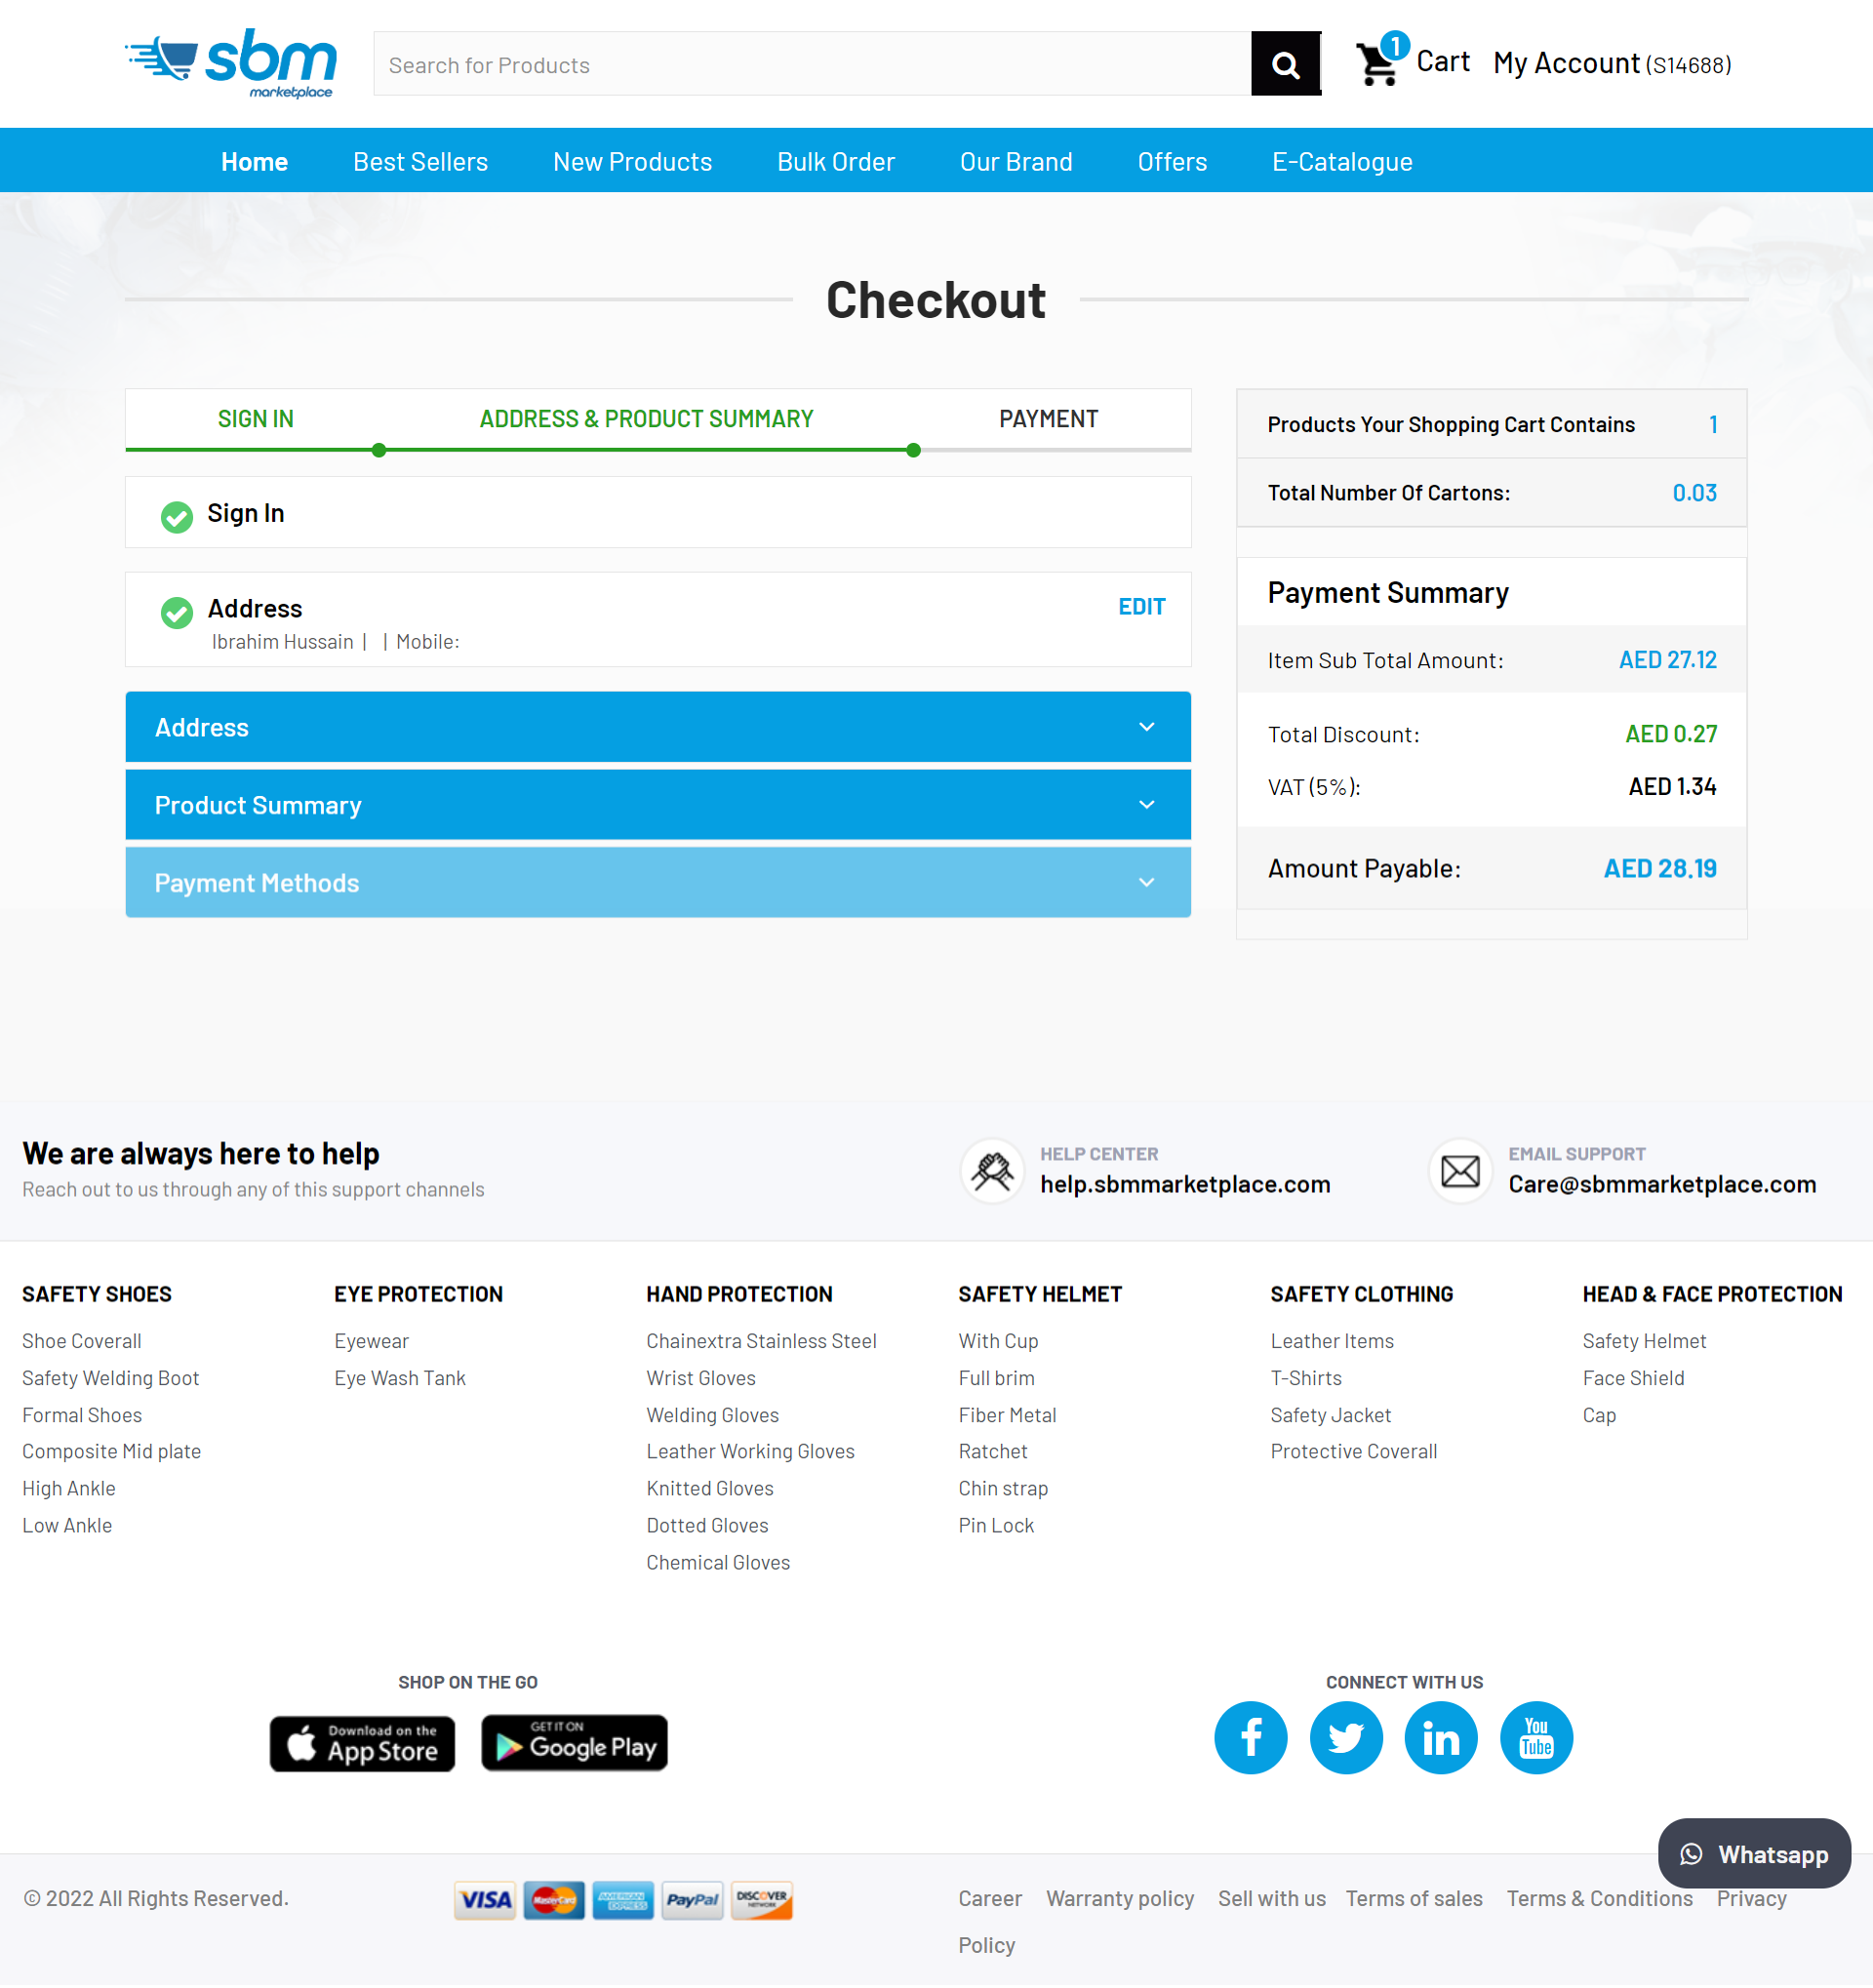 sbm
marketplace
Search for Products
1
Cart
My Account (S14688)
Home
Best Sellers
New Products
Bulk Order
Our Brand
Offers
E-Catalogue
Checkout
SIGN IN
ADDRESS & PRODUCT SUMMARY
PAYMENT
Sign In
Address
EDIT
Ibrahim Hussain | | Mobile:
Address
Product Summary
Payment Methods
Products Your Shopping Cart Contains 1
Total Number Of Cartons: 0.03
Payment Summary
Item Sub Total Amount: AED 27.12
Total Discount: AED 0.27
VAT (5%): AED 1.34
Amount Payable: AED 28.19
We are always here to help
Reach out to us through any of this support channels
HELP CENTER
help.sbmmarketplace.com
EMAIL SUPPORT
Care@sbmmarketplace.com
SAFETY SHOES
Shoe Coverall
Safety Welding Boot
Formal Shoes
Composite Mid plate
High Ankle
Low Ankle
EYE PROTECTION
Eyewear
Eye Wash Tank
HAND PROTECTION
Chainextra Stainless Steel
Wrist Gloves
Welding Gloves
Leather Working Gloves
Knitted Gloves
Dotted Gloves
Chemical Gloves
SAFETY HELMET
With Cup
Full brim
Fiber Metal
Ratchet
Chin strap
Pin Lock
SAFETY CLOTHING
Leather Items
T-Shirts
Safety Jacket
Protective Coverall
HEAD & FACE PROTECTION
Safety Helmet
Face Shield
Cap
SHOP ON THE GO
Download on the
App Store
GET IT ON
Google Play
CONNECT WITH US
f
in
You
Tube
Whatsapp
© 2022 All Rights Reserved.
VISA
MasterCard
AMERICAN
EXPRESS
PayPal
DISCOVER
NETWORK
Career
Warranty policy
Sell with us
Terms of sales
Terms & Conditions
Privacy
Policy